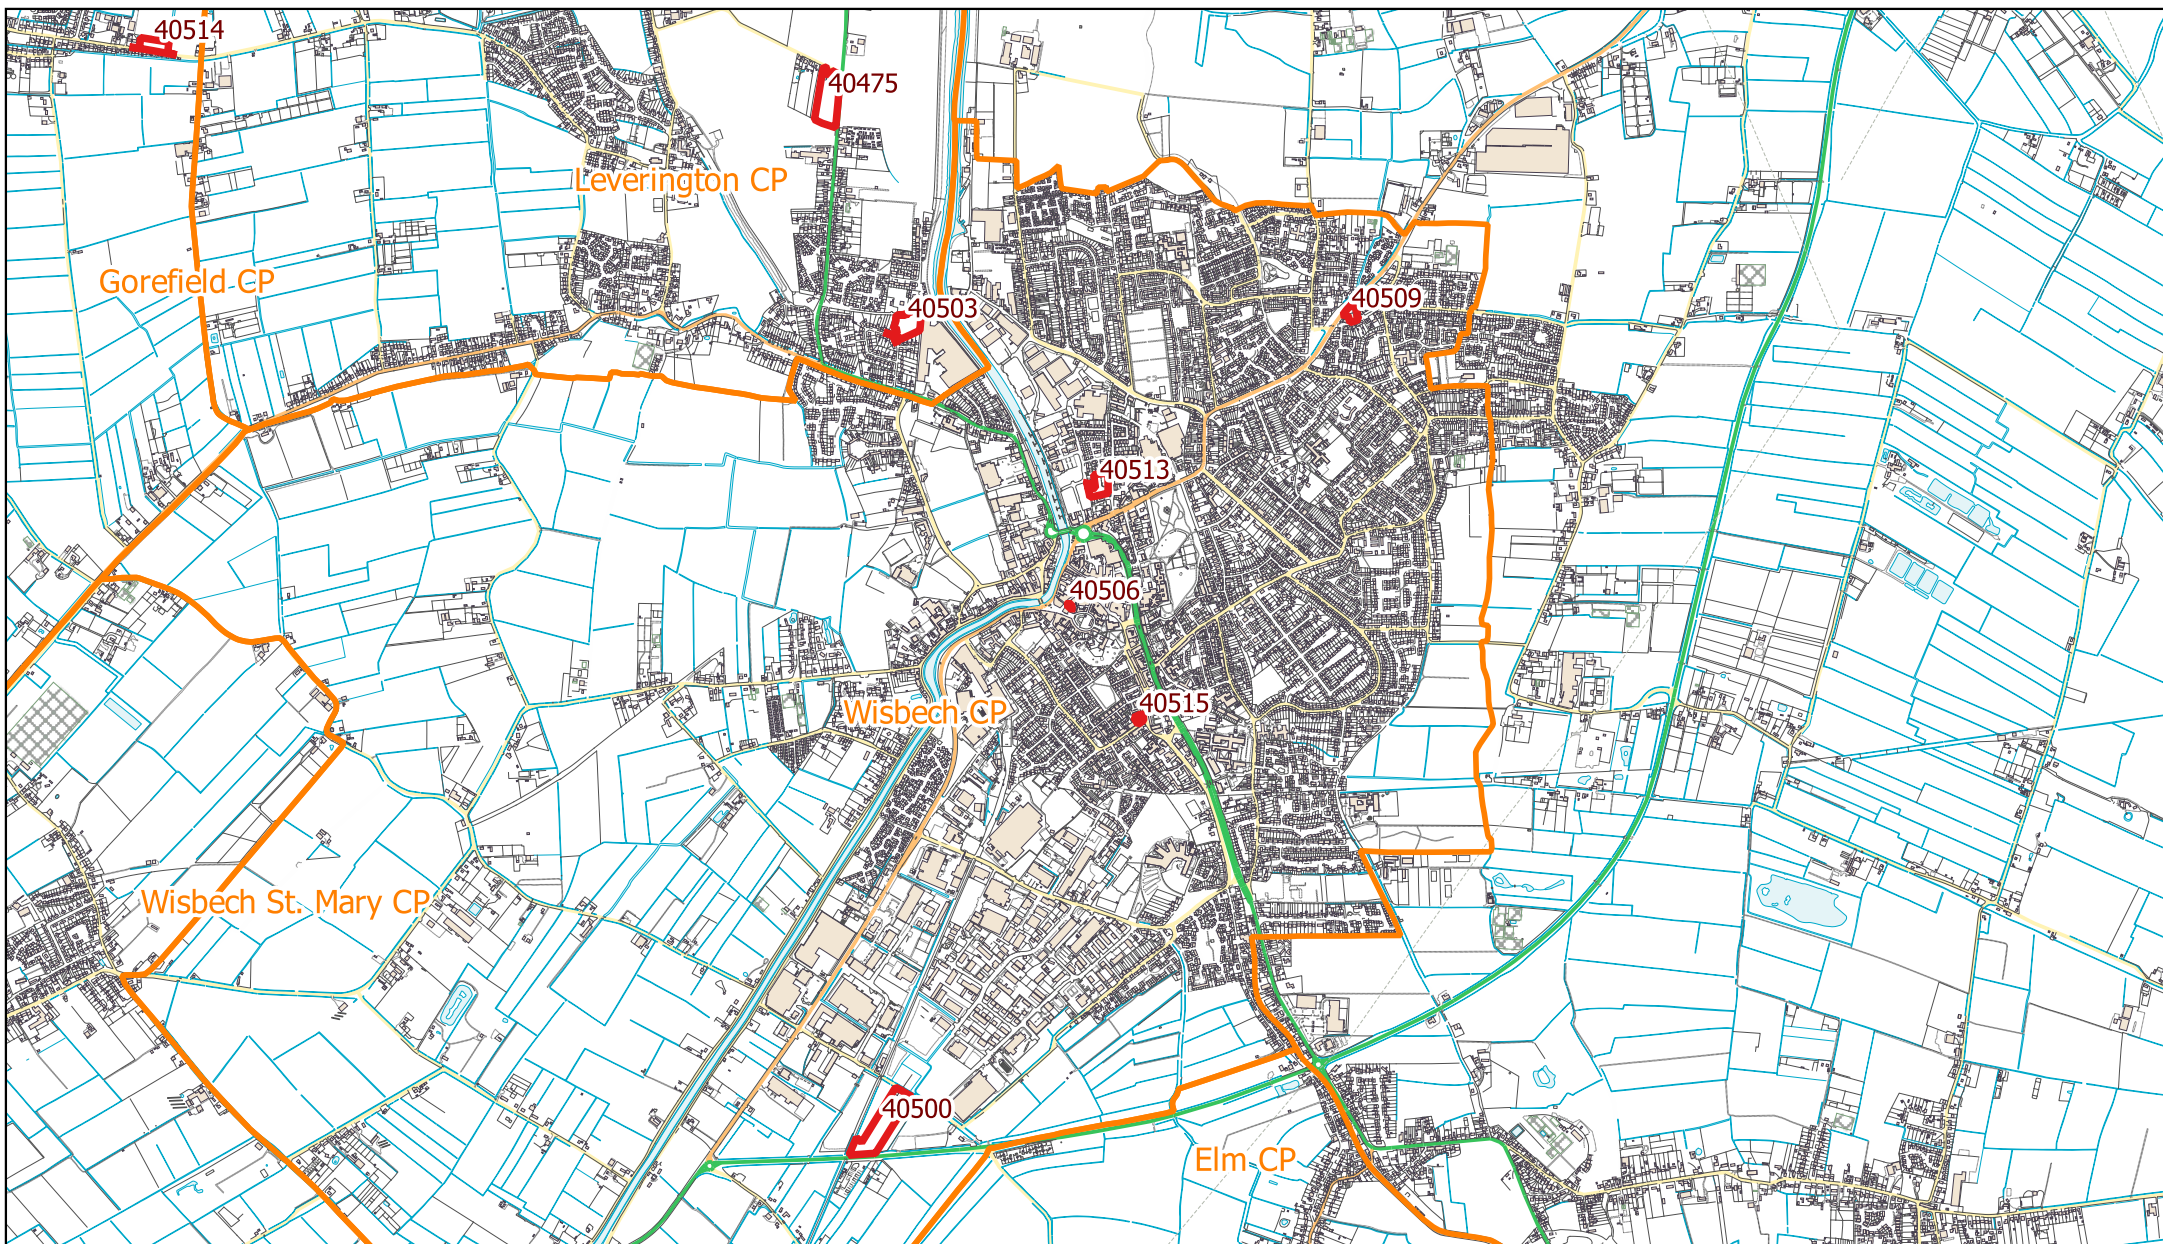 40514
40475
Leverington CP
Gorefield CP
40503
40509
40513
40506
40515
Wisbech CP
Wisbech St. Mary CP
40500
Elm CP